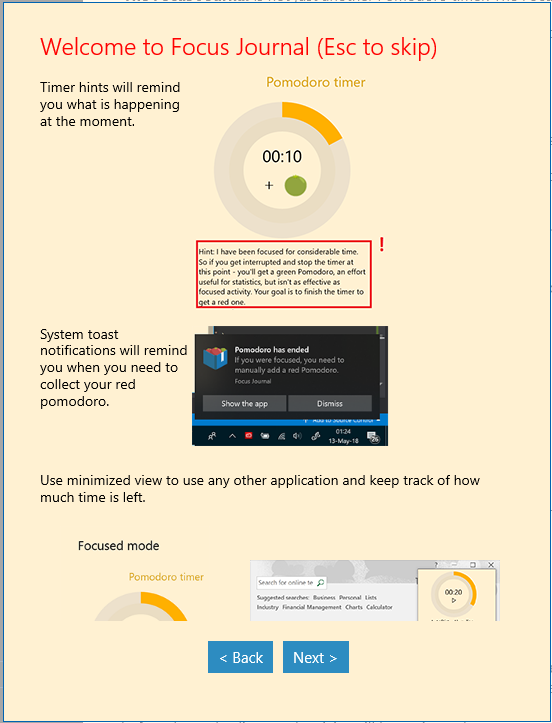 Welcome to Focus Journal (Esc to skip)
Timer hints will remind
you what is happening
at the moment.
Pomodoro timer
00:10
+
Hint: I have been focused for considerable time.
So if you get interrupted and stop the timer at
this point - you'll get a green Pomodoro, an effort
useful for statistics, but isn't as effective as
focused activity. Your goal is to finish the timer to
get a red one.
!
System toast
notifications will remind
you when you need to
collect your red
pomodoro.
Pomodoro has ended
If you were focused, you need to
manually add a red Pomodoro.
Focus Journal
Show the app
Dismiss
Add to Source Control
01:24
13-May-18
26
Use minimized view to use any other application and keep track of how
much time is left.
Focused mode
Pomodoro timer
Search for online te
Suggested searches: Business Personal Lists
Industry Financial Management Charts Calculator
?
00:20
< Back
Next >